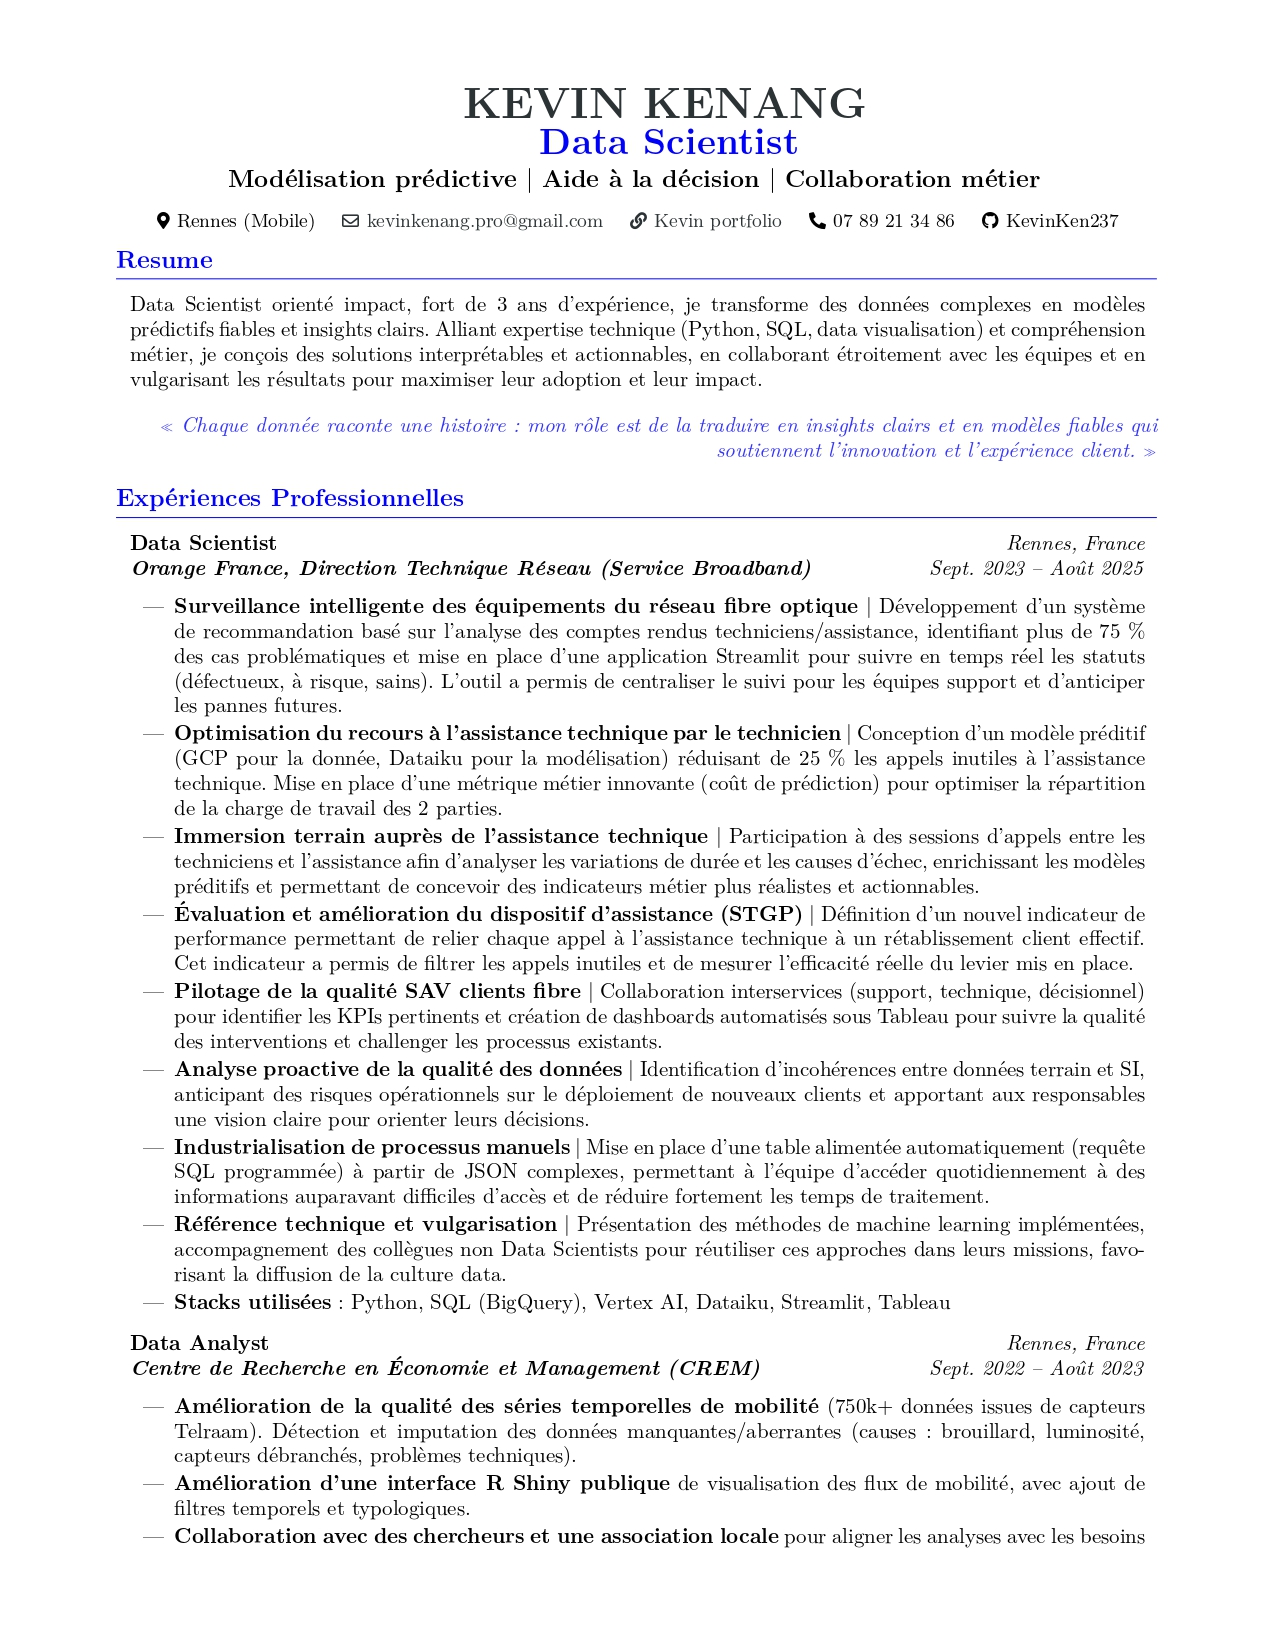 KEVIN KENANG
Data Scientist
Modélisation prédictive | Aide à la décision | Collaboration métier
Rennes (Mobile) kevinkenang.pro@gmail.com Kevin portfolio 07 89 21 34 86 KevinKen237
Resume
Data Scientist orienté impact, fort de 3 ans d'expérience, je transforme des données complexes en modèles
prédictifs fiables et insights clairs. Alliant expertise technique (Python, SQL, data visualisation) et compréhension
métier, je conçois des solutions interprétables et actionnables, en collaborant étroitement avec les équipes et en
vulgarisant les résultats pour maximiser leur adoption et leur impact.
« Chaque donnée raconte une histoire : mon rôle est de la traduire en insights clairs et en modèles fiables qui
soutiennent l'innovation et l'expérience client. »
Expériences Professionnelles
Data Scientist Rennes, France
Orange France, Direction Technique Réseau (Service Broadband) Sept. 2023 – Août 2025
— Surveillance intelligente des équipements du réseau fibre optique | Développement d'un système
de recommandation basé sur l'analyse des comptes rendus techniciens/assistance, identifiant plus de 75 %
des cas problématiques et mise en place d'une application Streamlit pour suivre en temps réel les statuts
(défectueux, à risque, sains). L'outil a permis de centraliser le suivi pour les équipes support et d'anticiper
les pannes futures.
— Optimisation du recours à l'assistance technique par le technicien | Conception d'un modèle préditif
(GCP pour la donnée, Dataiku pour la modélisation) réduisant de 25 % les appels inutiles à l'assistance
technique. Mise en place d'une métrique métier innovante (coût de prédiction) pour optimiser la répartition
de la charge de travail des 2 parties.
— Immersion terrain auprès de l'assistance technique | Participation à des sessions d'appels entre les
techniciens et l'assistance afin d'analyser les variations de durée et les causes d'échec, enrichissant les modèles
préditifs et permettant de concevoir des indicateurs métier plus réalistes et actionnables.
— Évaluation et amélioration du dispositif d'assistance (STGP) | Définition d'un nouvel indicateur de
performance permettant de relier chaque appel à l'assistance technique à un rétablissement client effectif.
Cet indicateur a permis de filtrer les appels inutiles et de mesurer l'efficacité réelle du levier mis en place.
— Pilotage de la qualité SAV clients fibre | Collaboration interservices (support, technique, décisionnel)
pour identifier les KPIs pertinents et création de dashboards automatisés sous Tableau pour suivre la qualité
des interventions et challenger les processus existants.
— Analyse proactive de la qualité des données | Identification d'incohérences entre données terrain et SI,
anticipant des risques opérationnels sur le déploiement de nouveaux clients et apportant aux responsables
une vision claire pour orienter leurs décisions.
— Industrialisation de processus manuels | Mise en place d'une table alimentée automatiquement (requête
SQL programmée) à partir de JSON complexes, permettant à l'équipe d'accéder quotidiennement à des
informations auparavant difficiles d'accès et de réduire fortement les temps de traitement.
— Référence technique et vulgarisation | Présentation des méthodes de machine learning implémentées,
accompagnement des collègues non Data Scientists pour réutiliser ces approches dans leurs missions, favo-
risant la diffusion de la culture data.
— Stacks utilisées : Python, SQL (BigQuery), Vertex AI, Dataiku, Streamlit, Tableau
Data Analyst Rennes, France
Centre de Recherche en Économie et Management (CREM) Sept. 2022 – Août 2023
— Amélioration de la qualité des séries temporelles de mobilité (750k+ données issues de capteurs
Telraam). Détection et imputation des données manquantes/aberrantes (causes : brouillard, luminosité,
capteurs débranchés, problèmes techniques).
— Amélioration d'une interface R Shiny publique de visualisation des flux de mobilité, avec ajout de
filtres temporels et typologiques.
— Collaboration avec des chercheurs et une association locale pour aligner les analyses avec les besoins